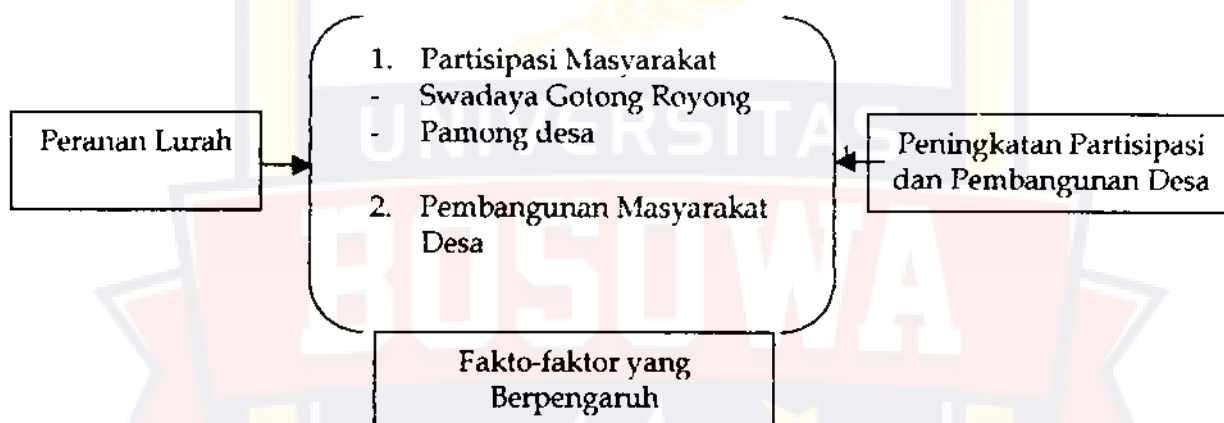 Peranan Lurah
1. Partisipasi Masyarakat
- Swadaya Gotong Royong
- Pamong desa
2. Pembangunan Masyarakat
Desa
Peningkatan Partisipasi
dan Pembangunan Desa
Fakto-faktor yang
Berpengaruh
UNIVERSITAS
BOSOWA